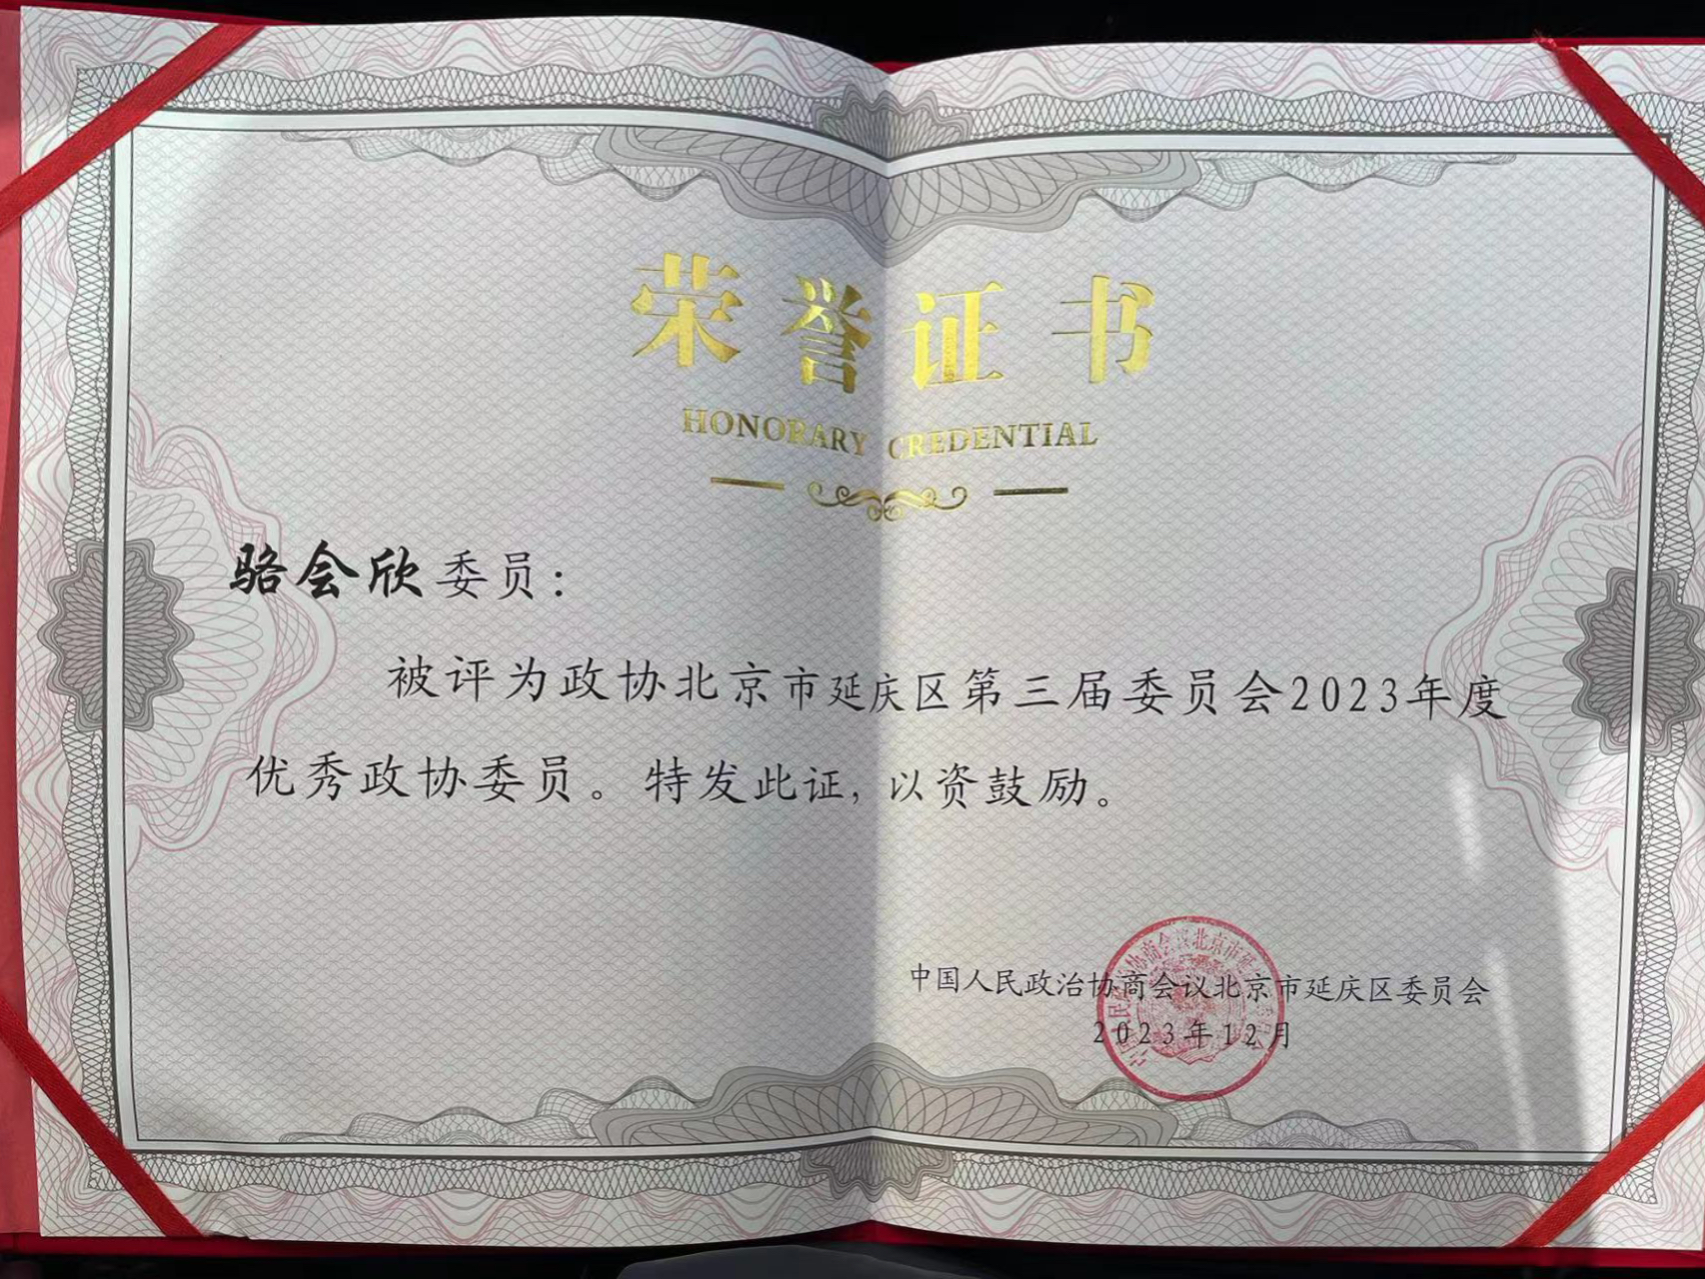 荣誉证书
HONORARY CREDENTIAL
骆会欣委员：
被评为政协北京市延庆区第三届委员会2023年度
优秀政协委员。特发此证，以资鼓励。
中国人民政治协商会议北京市延庆区委员会
2023年12月